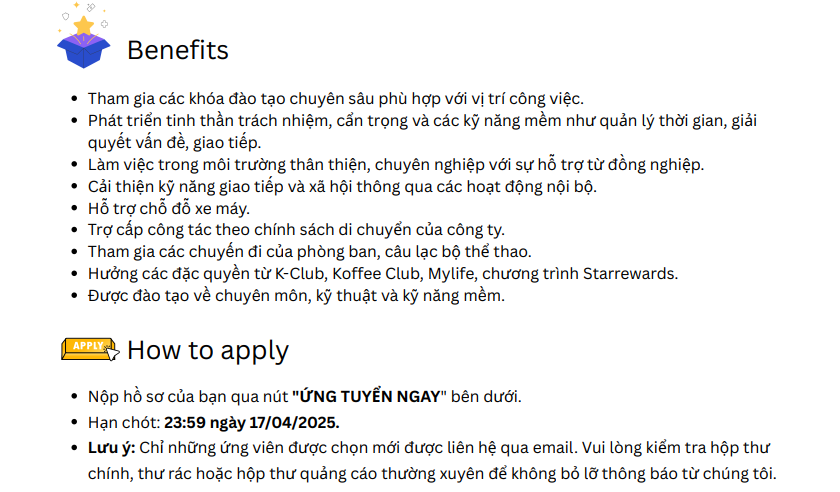 Benefits
Tham gia các khóa đào tạo chuyên sâu phù hợp với vị trí công việc.
Phát triển tinh thần trách nhiệm, cẩn trọng và các kỹ năng mềm như quản lý thời gian, giải
quyết vấn đề, giao tiếp.
Làm việc trong môi trường thân thiện, chuyên nghiệp với sự hỗ trợ từ đồng nghiệp.
Cải thiện kỹ năng giao tiếp và xã hội thông qua các hoạt động nội bộ.
Hỗ trợ chỗ đỗ xe máy.
Trợ cấp công tác theo chính sách di chuyển của công ty.
Tham gia các chuyến đi của phòng ban, câu lạc bộ thể thao.
Hưởng các đặc quyền từ K-Club, Koffee Club, Mylife, chương trình Starrewards.
Được đào tạo về chuyên môn, kỹ thuật và kỹ năng mềm.
APPLY
How to apply
Nộp hồ sơ của bạn qua nút "ỨNG TUYỂN NGAY" bên dưới.
Hạn chót: 23:59 ngày 17/04/2025.
Lưu ý: Chỉ những ứng viên được chọn mới được liên hệ qua email. Vui lòng kiểm tra hộp thư
chính, thư rác hoặc hộp thư quảng cáo thường xuyên để không bỏ lỡ thông báo từ chúng tôi.